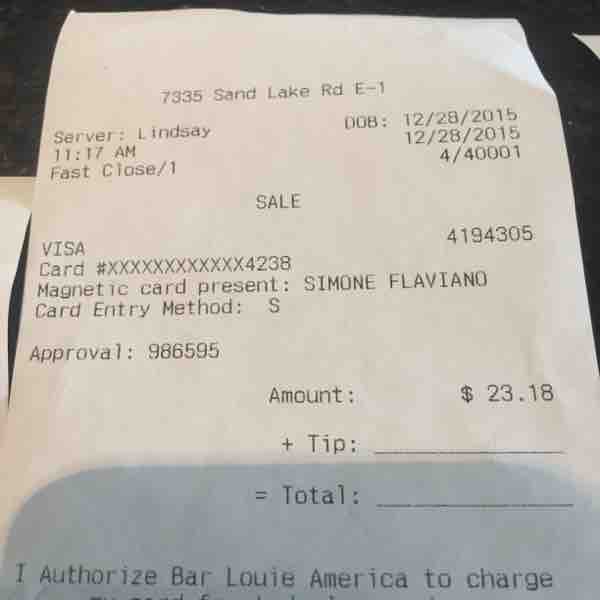 7335 Sand Lake Rd E-1
Server: Lindsay DOB: 12/28/2015
11:17 AM 12/28/2015
Fast Close/1 4/40001
SALE
VISA 4194305
Card #XXXXXXXXXXXX4238
Magnetic card present: SIMONE FLAVIANO
Card Entry Method: S
Approval: 986595
Amount: $ 23.18
+ Tip:
= Total:
I Authorize Bar Louie America to charge